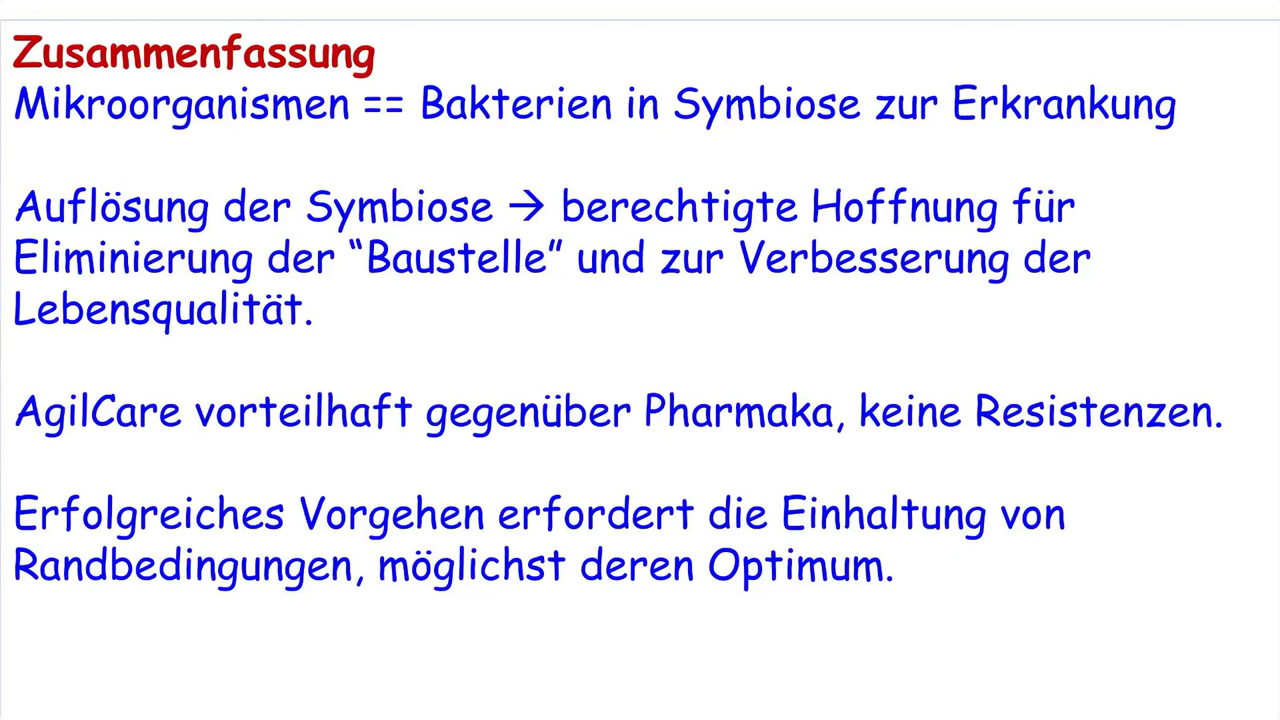 Zusammenfassung
Mikroorganismen == Bakterien in Symbiose zur Erkrankung
Auflösung der Symbiose → berechtigte Hoffnung für
Eliminierung der “Baustelle” und zur Verbesserung der
Lebensqualität.
AgilCare vorteilhaft gegenüber Pharmaka, keine Resistenzen.
Erfolgreiches Vorgehen erfordert die Einhaltung von
Randbedingungen, möglichst deren Optimum.